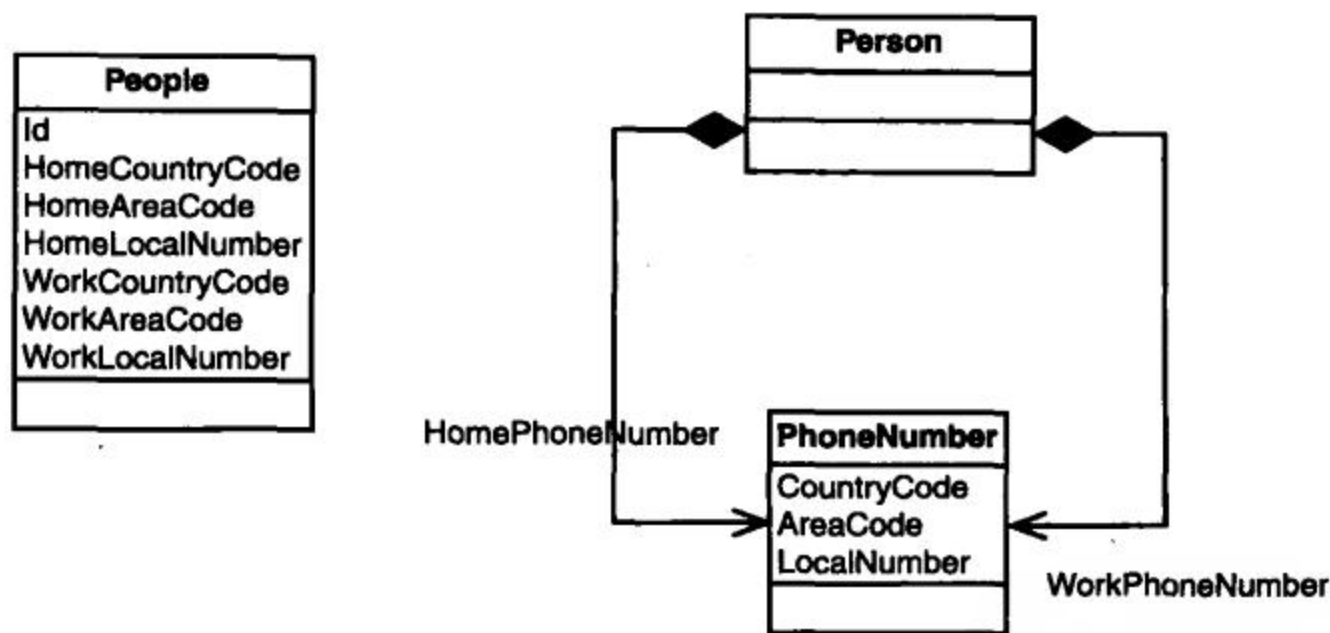 People
Id
HomeCountryCode
HomeAreaCode
HomeLocalNumber
WorkCountryCode
WorkAreaCode
WorkLocalNumber
Person
HomePhoneNumber
PhoneNumber
CountryCode
AreaCode
LocalNumber
WorkPhoneNumber